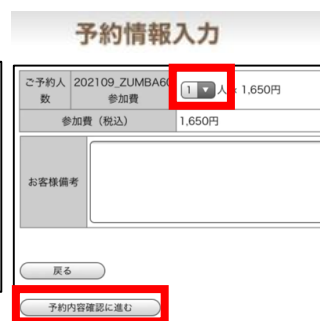 予約情報入力
ご予約人数 202109_ZUMBA60 参加費 1 人 × 1,650円
参加費（税込） 1,650円
お客様備考
戻る
予約内容確認に進む